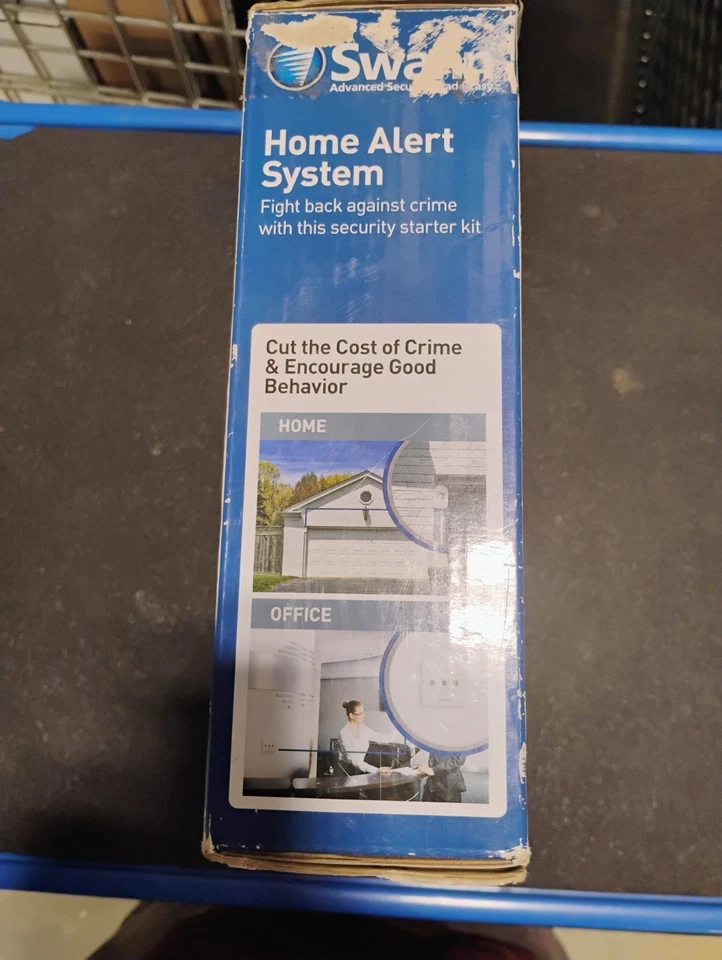 Advanced
Home Alert
System
Fight back against crime
with this security starter kit
Cut the Cost of Crime
& Encourage Good
Behavior
HOME
OFFICE